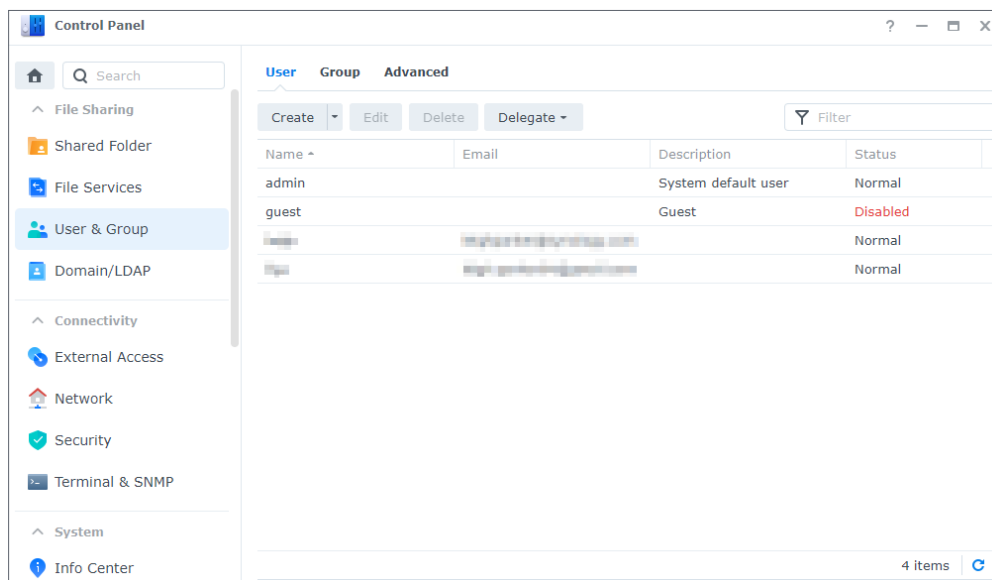 Control Panel
?
Search
User Group Advanced
File Sharing
Create Edit Delete Delegate Filter
Shared Folder
Name Email Description Status
File Services
admin System default user Normal
guest Guest Disabled
User & Group
Normal
Domain/LDAP
Normal
Connectivity
External Access
Network
Security
Terminal & SNMP
System
Info Center
4 items